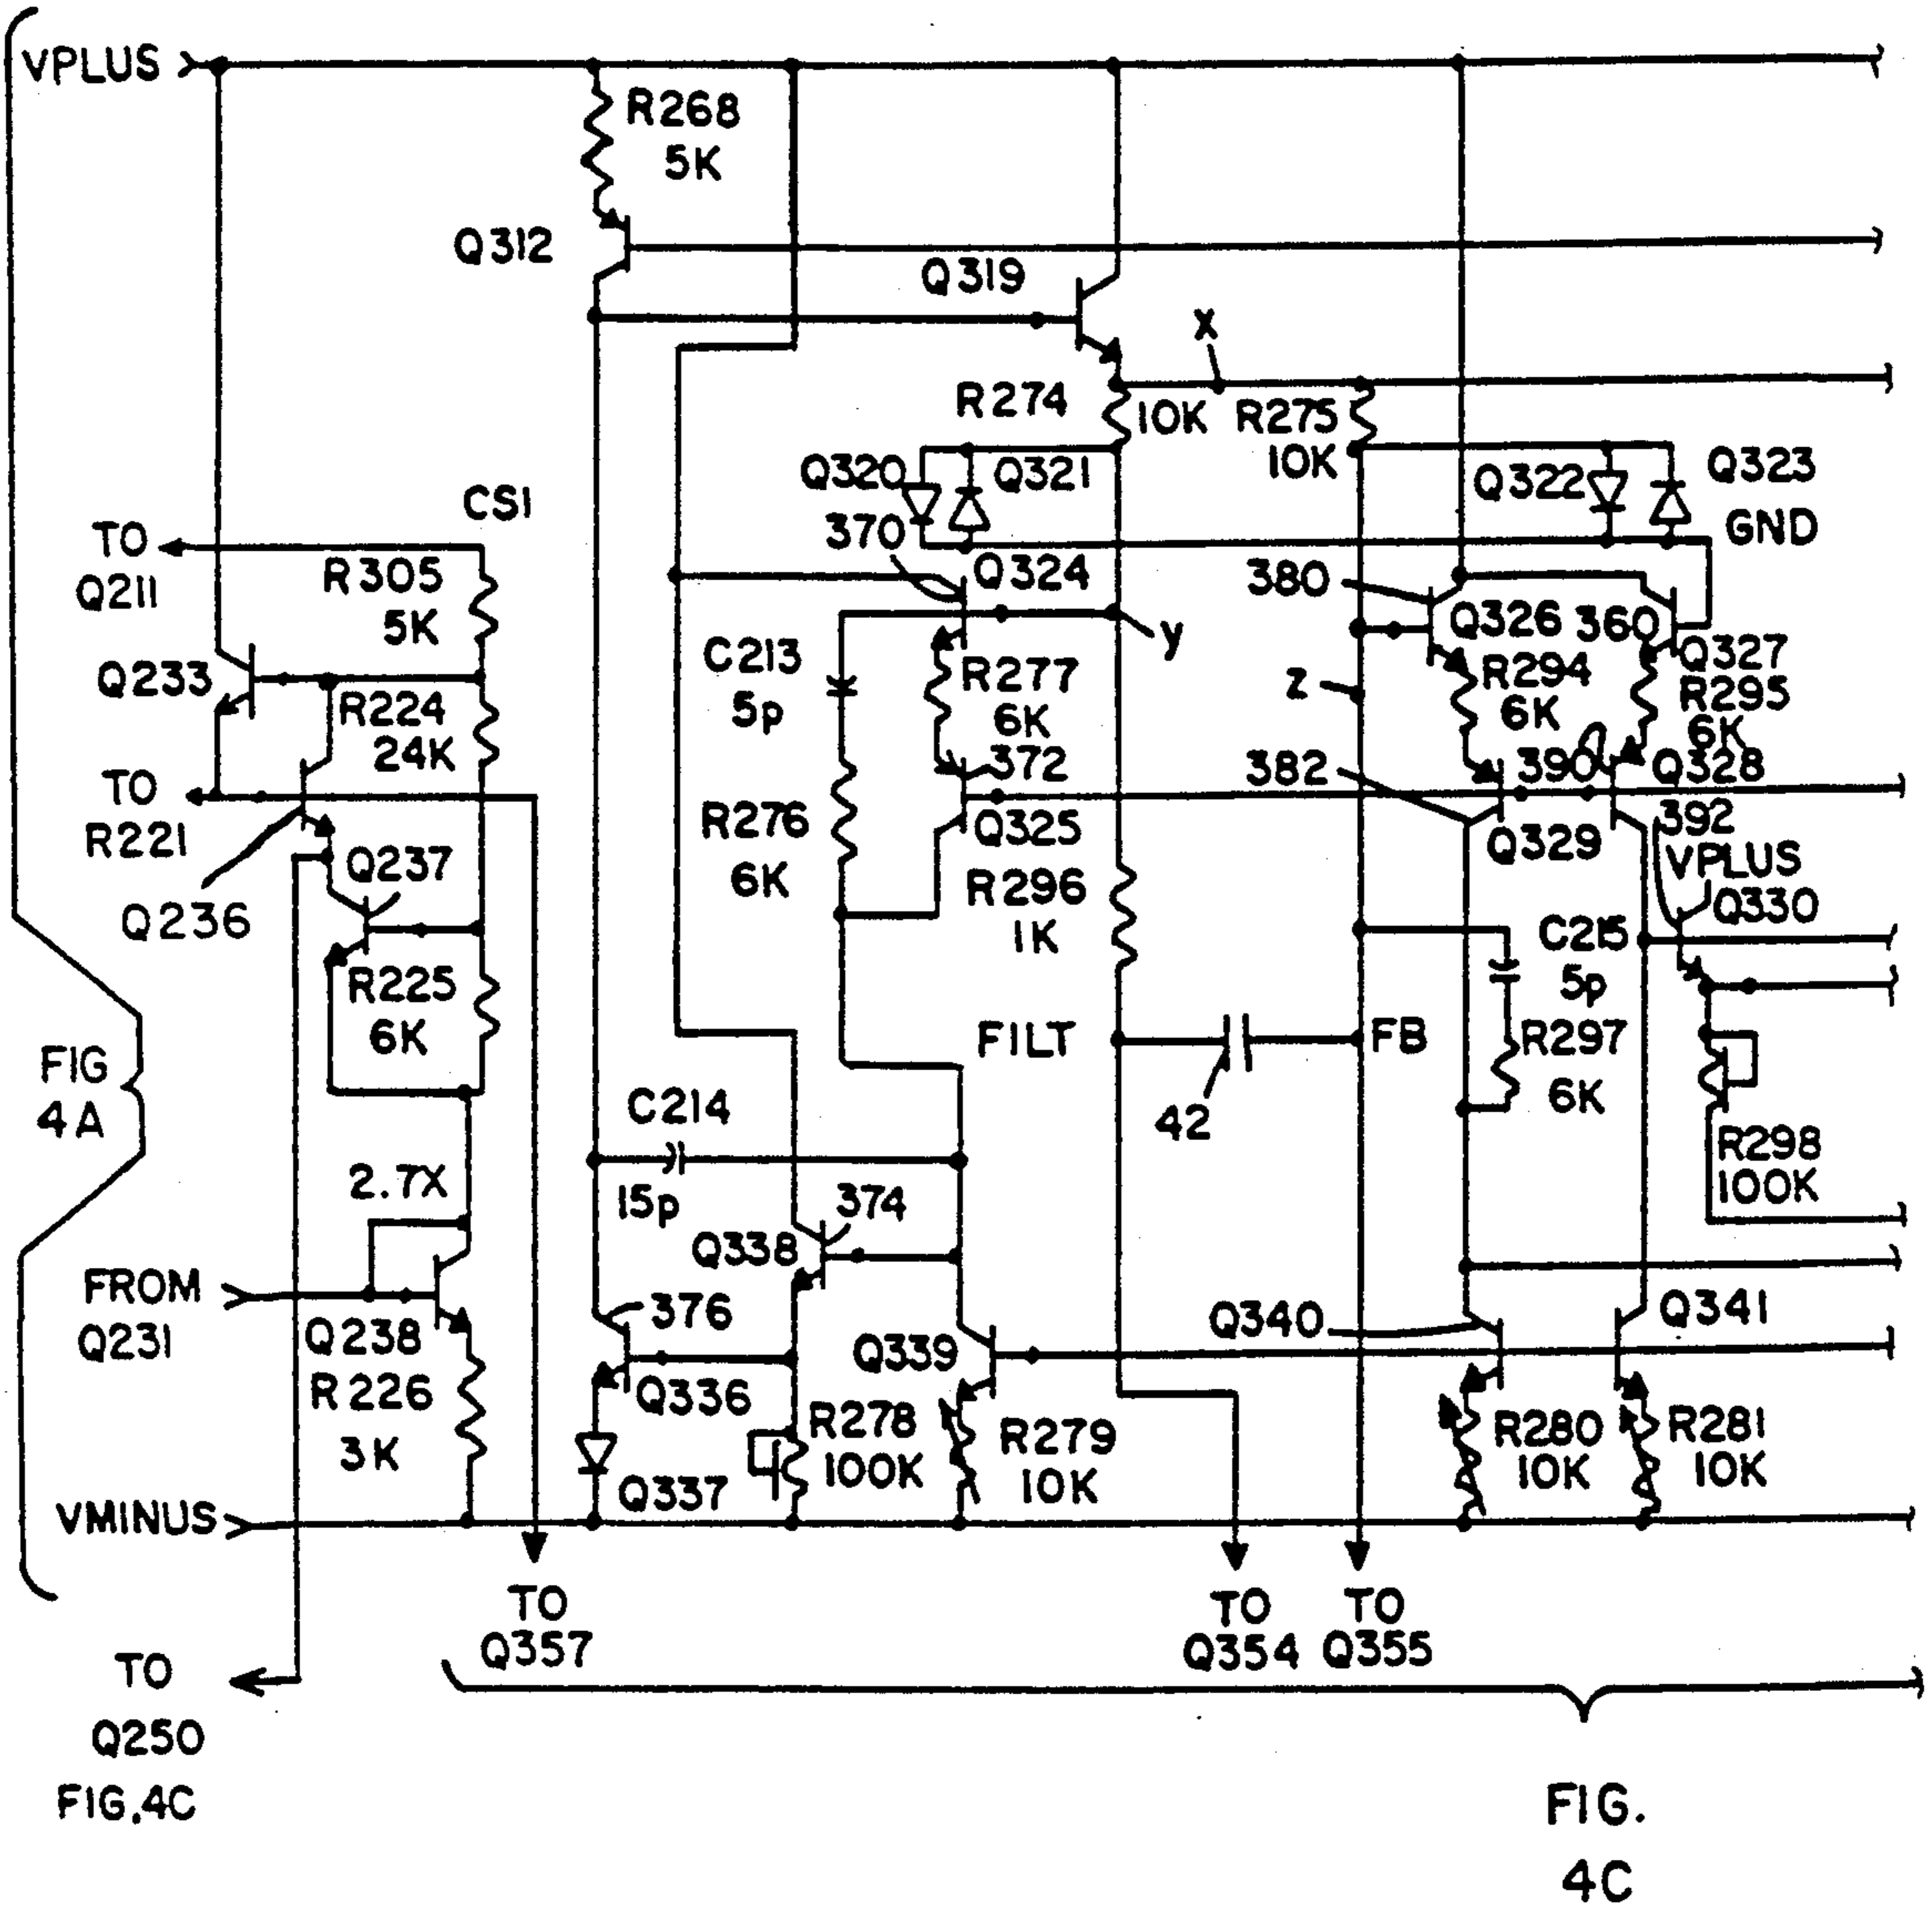 VPLUS
R268
5K
Q312
Q319
X
R274
10K
R275
10K
Q320
Q321
Q322
Q323
GND
370
CS1
TO
Q211
R305
5K
Q324
380
Q326
360
Q327
Y
C213
5p
R277
6K
Z
R294
6K
R295
6K
Q233
R224
24K
372
382
390
Q328
TO
R221
R276
6K
Q325
Q329
392
VPLUS
Q330
Q237
Q236
R296
1K
C215
5p
R225
6K
FILT
FB
R297
6K
FIG
4A
C214
15p
42
R298
100K
2.7X
374
Q338
FROM
Q231
Q238
376
Q340
Q341
Q339
R226
3K
Q336
R278
100K
R279
10K
R280
10K
R281
10K
Q337
VMINUS
TO
Q357
TO
Q354
TO
Q355
TO
Q250
FIG.4C
FIG.
4C